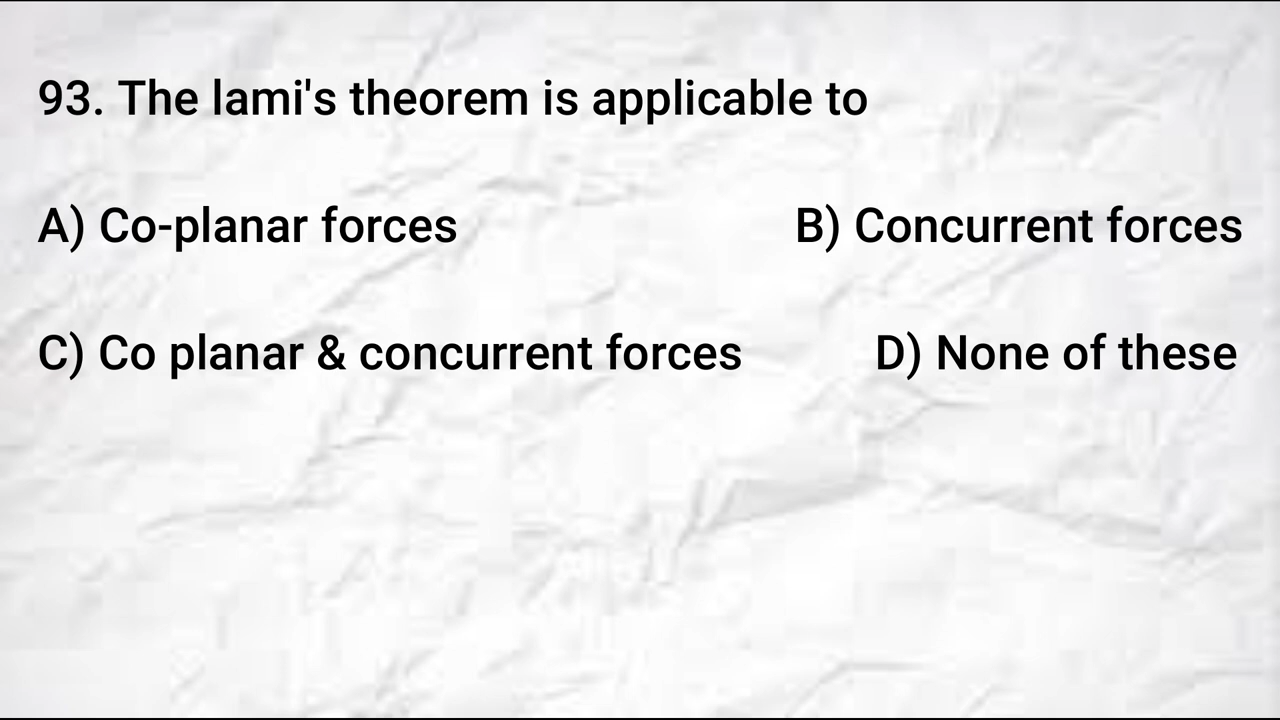 93. The lami's theorem is applicable to
A) Co-planar forces B) Concurrent forces
C) Co planar & concurrent forces D) None of these